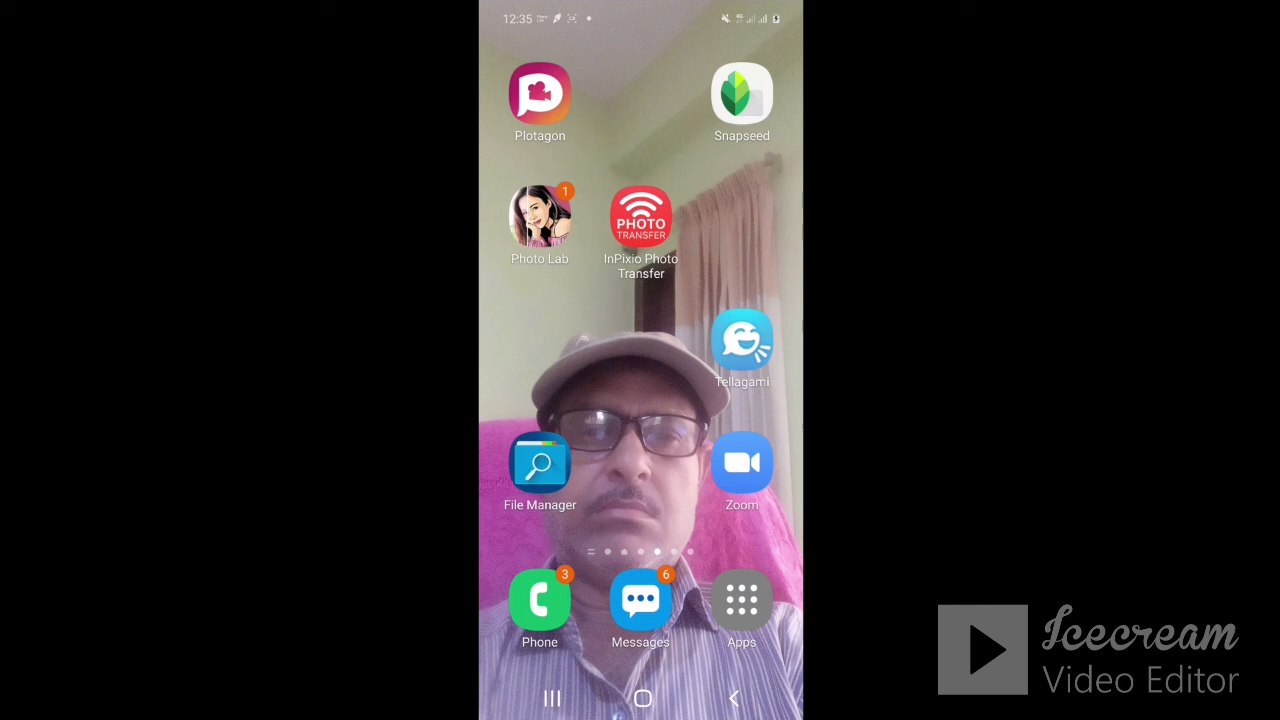 12:35
Plotagon
Snapseed
1
PHOTO
TRANSFER
Photo Lab
InPixio Photo
Transfer
Tellagami
File Manager
Zoom
3
6
Phone
Messages
Apps
Icecream
Video Editor